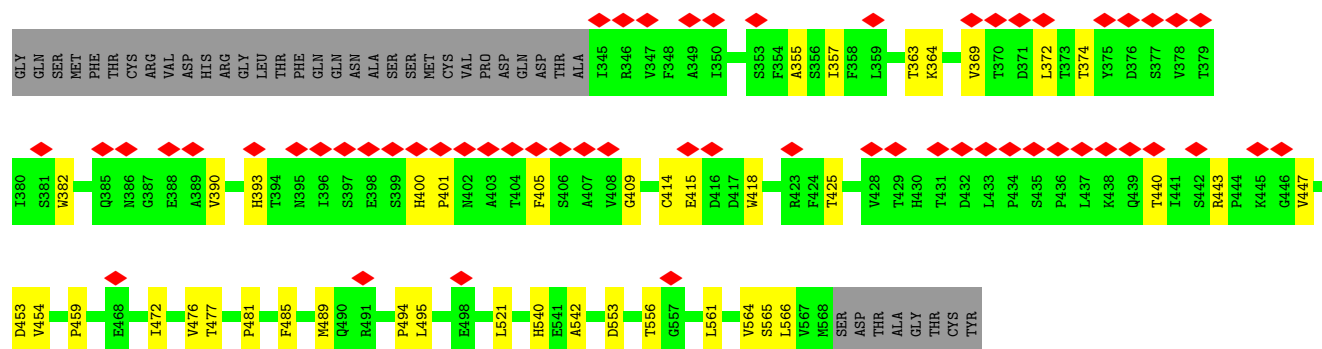 GLY GLN SER MET PHE THR CYS ARG VAL ASP HIS ARG GLY LEU THR PHE GLN GLN ASN ALA SER SER MET CYS VAL PRO ASP GLN ASP THR ALA I345 R346 V347 F348 A349 I350 S353 F354 A355 S356 I357 F358 L359 T363 K364 V369 T370 D371 L372 T373 T374 Y375 D376 S377 V378 T379
I380 S381 W382 Q385 N386 G387 E388 A389 V390 H393 T394 N395 I396 S397 E398 S399 H400 P401 N402 A403 T404 F405 S406 A407 V408 G409 C414 E415 D416 D417 W418 R423 F424 T425 V428 T429 H430 T431 D432 L433 P434 S435 P436 L437 K438 Q439 T440 I441 S442 R443 P444 K445 G446 V447
D453 V454 P459 E468 I472 V476 T477 P481 F485 M489 Q490 R491 P494 L495 E498 L521 H540 E541 A542 D553 T556 G557 L561 V564 S565 L566 V567 M568 SER ASP THR ALA GLY THR CYS TYR